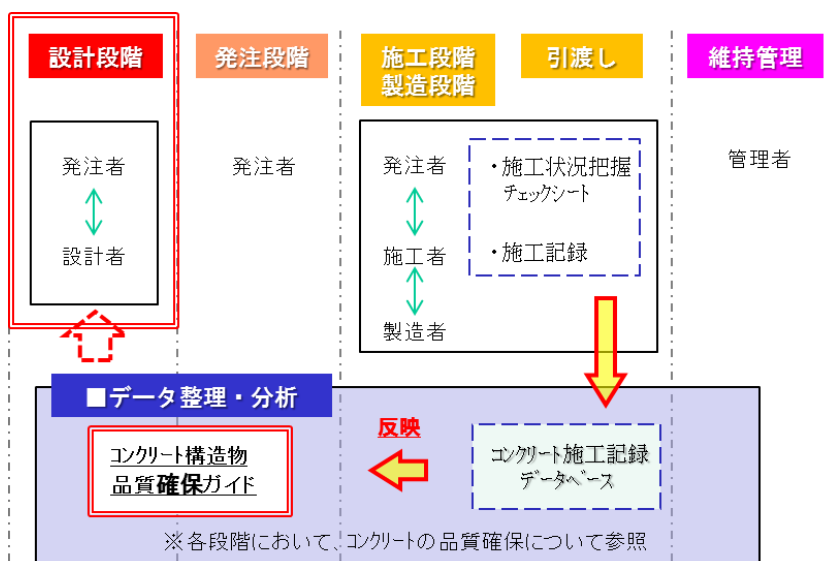 設計段階
発注段階
施工段階
製造段階
引渡し
維持管理
発注者
設計者
発注者
発注者
施工者
製造者
・施工状況把握
チェックシート
・施工記録
管理者
■データ整理・分析
コンクリート構造物
品質確保ガイド
反映
コンクリート施工記録
データベース
※各段階において、コンクリートの品質確保について参照